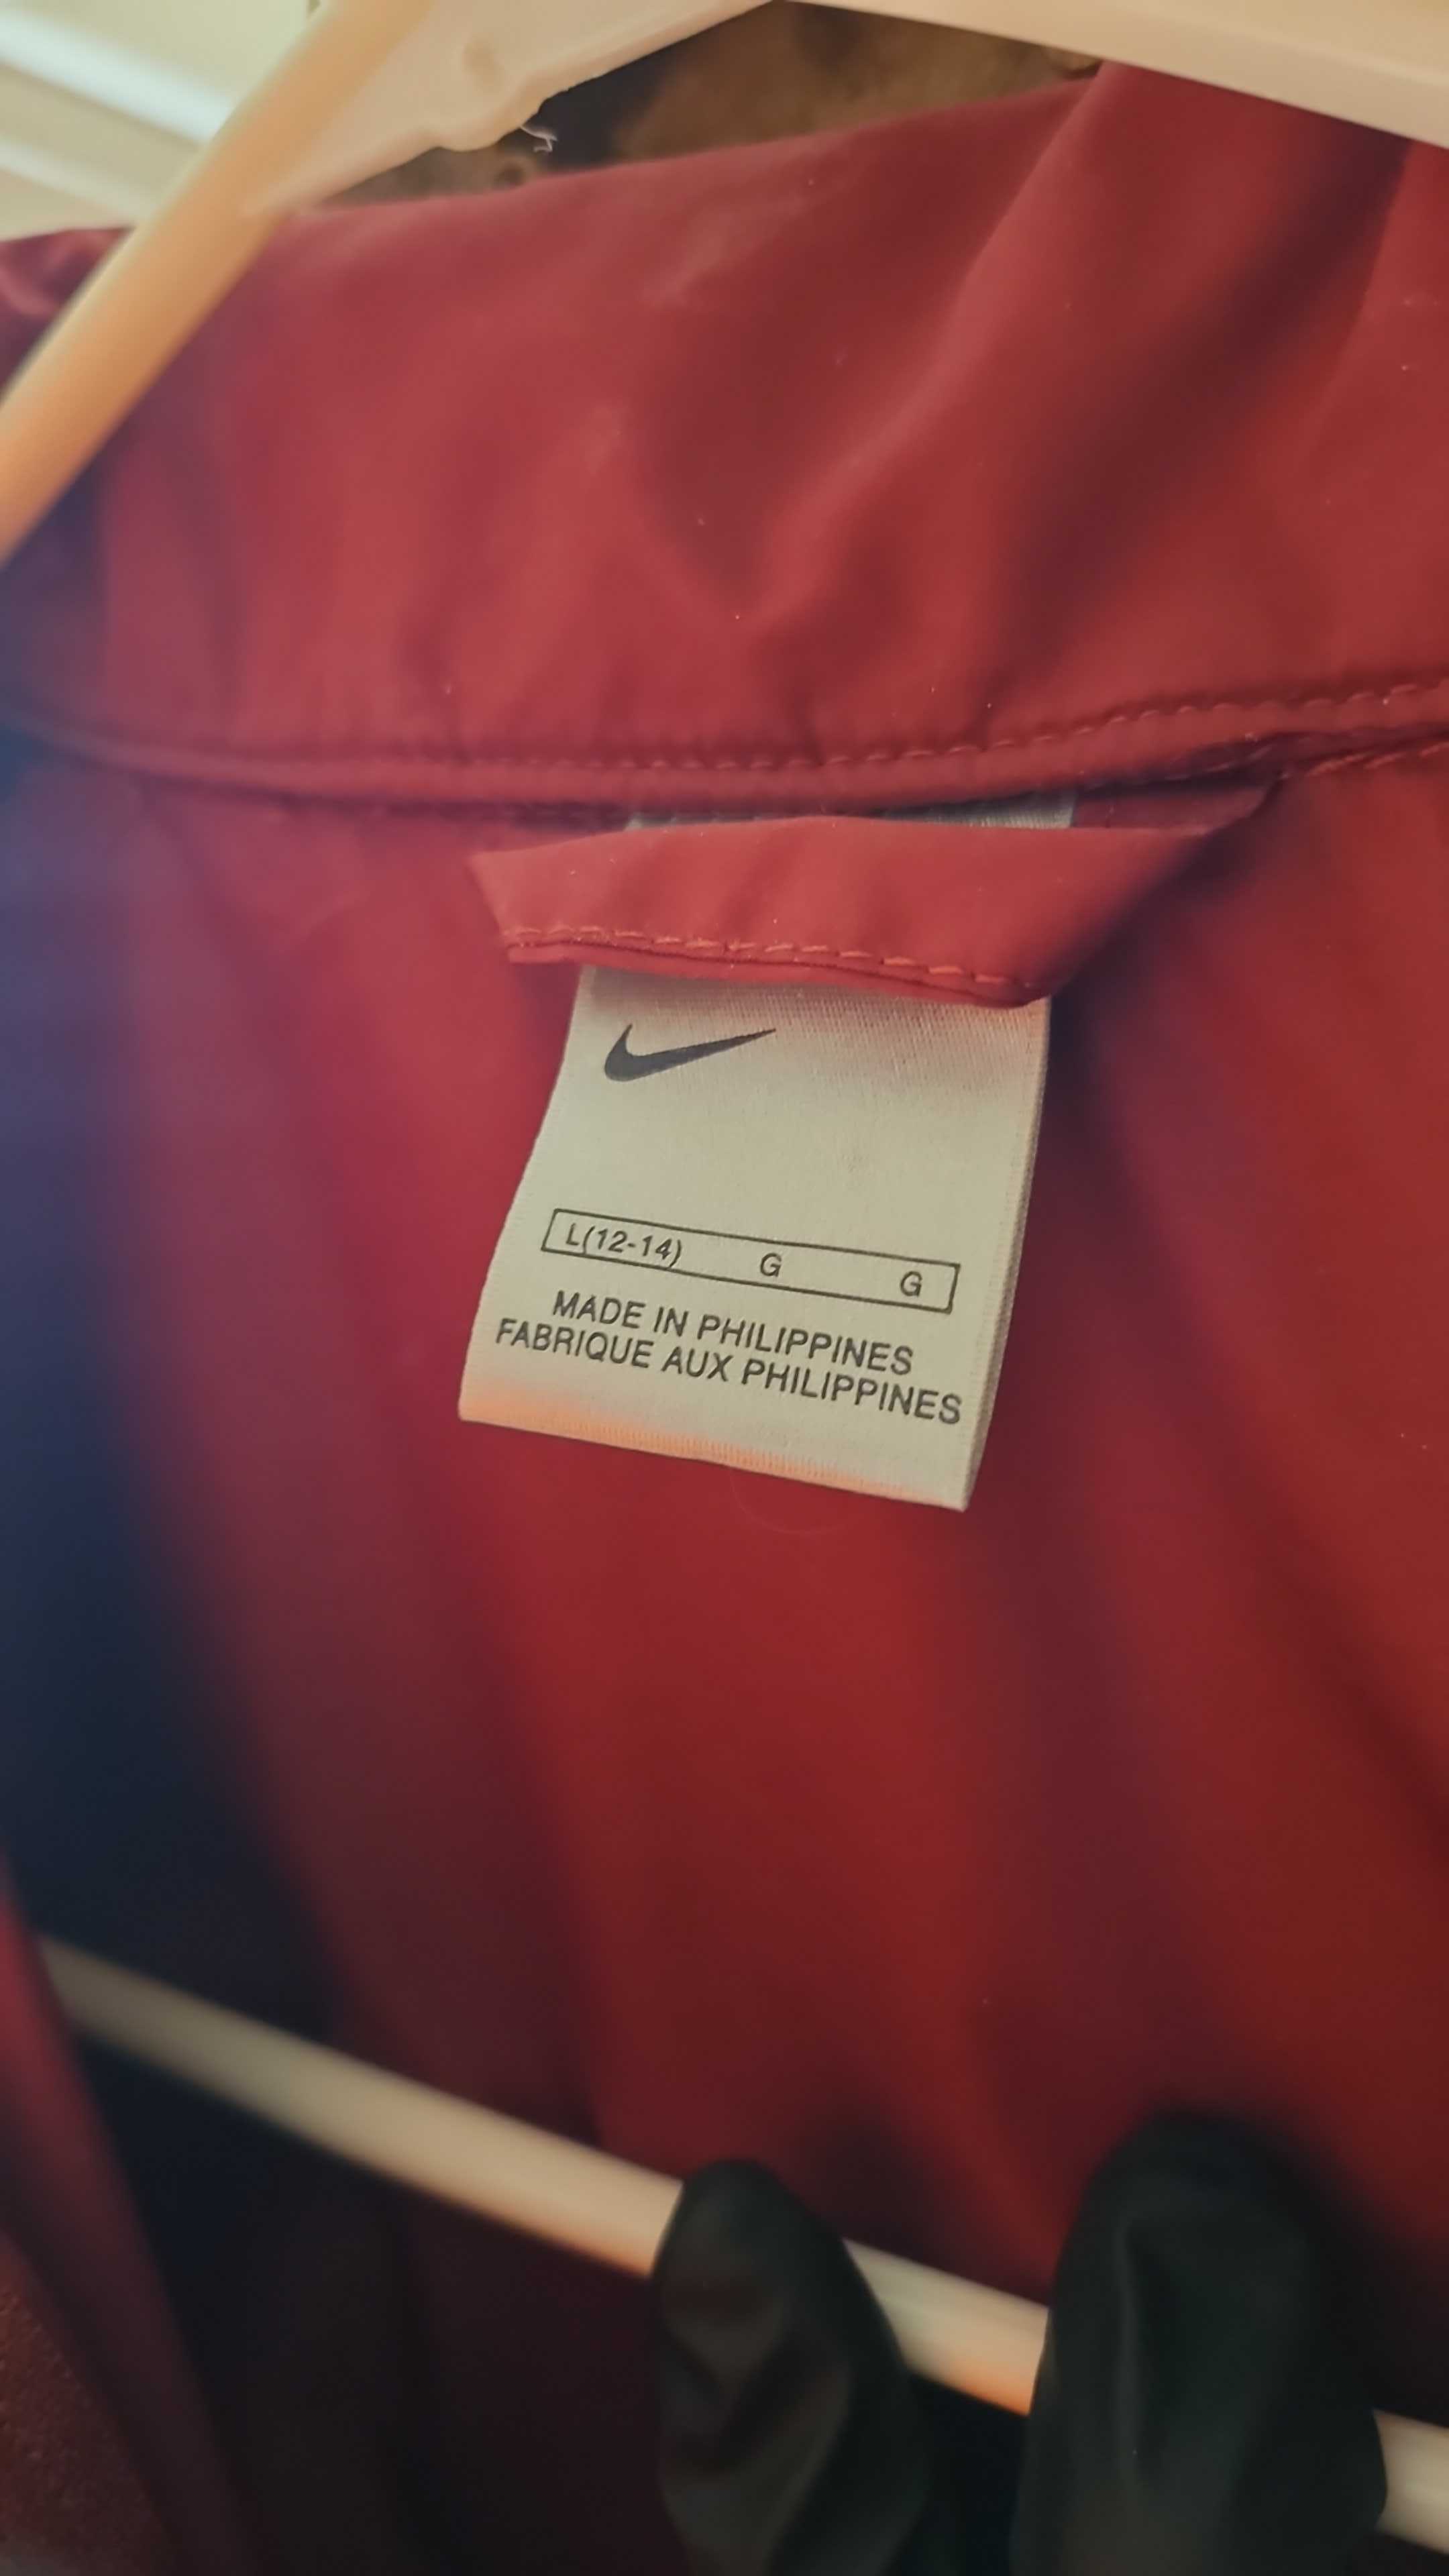 L(12-14) G G
MADE IN PHILIPPINES
FABRIQUE AUX PHILIPPINES